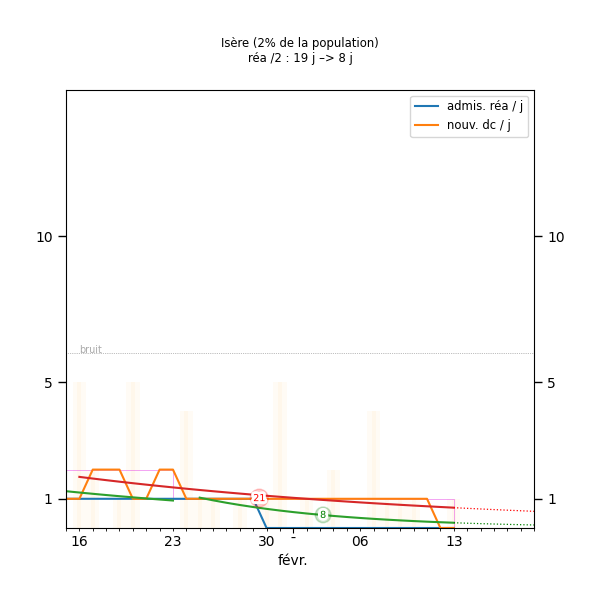 Isère (2% de la population)
réa /2 : 19 j –> 8 j
admis. réa / j
nouv. dc / j
10
10
bruit
5
5
1
21
1
8
16
23
30
-
06
13
févr.